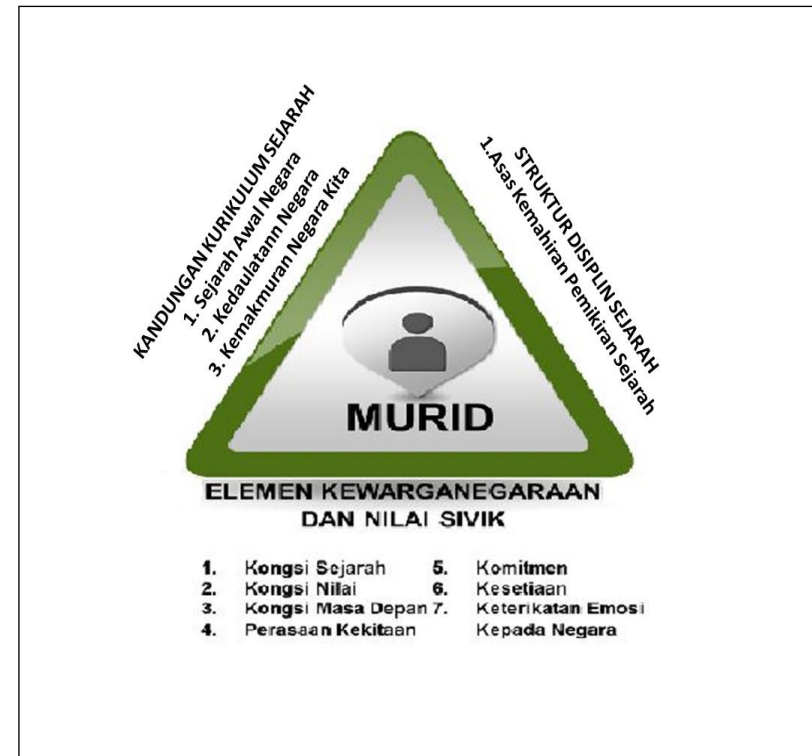 KANDUNGAN KURIKULUM SEJARAH
1. Sejarah Awal Negara
2. Kedaulatann Negara
3. Kemakmuran Negara Kita
STRUKTUR DISIPLIN SEJARAH
1.Asas Kemahiran Pemikiran Sejarah
MURID
ELEMEN KEWARGANEGARAAN
DAN NILAI SIVIK
1. Kongsi Sejarah
2. Kongsi Nilai
3. Kongsi Masa Depan
4. Perasaan Kekitaan
5. Komitmen
6. Kesetiaan
7. Keterikatan Emosi
Kepada Negara